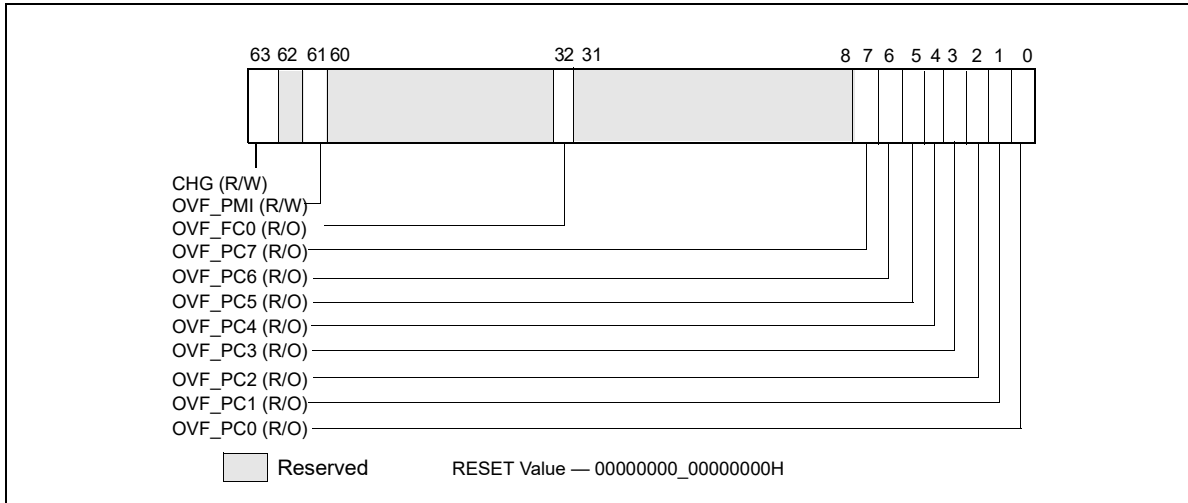 63 62 61 60 32 31 8 7 6 5 4 3 2 1 0
CHG (R/W)
OVF_PMI (R/W)
OVF_FC0 (R/O)
OVF_PC7 (R/O)
OVF_PC6 (R/O)
OVF_PC5 (R/O)
OVF_PC4 (R/O)
OVF_PC3 (R/O)
OVF_PC2 (R/O)
OVF_PC1 (R/O)
OVF_PC0 (R/O)
Reserved RESET Value — 00000000_00000000H